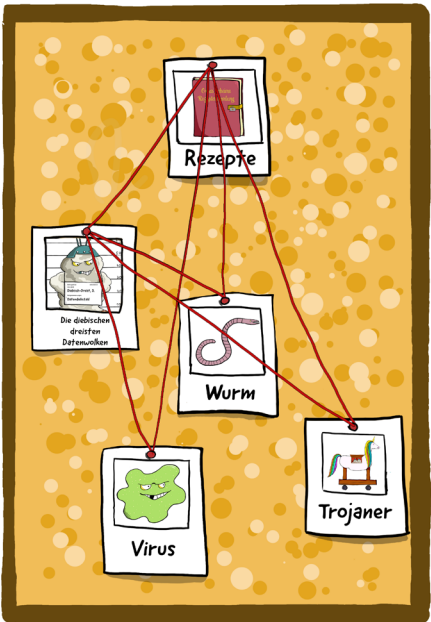 Rezepte
Die diebischen
dreisten
Datenwolken
Wurm
Trojaner
Virus